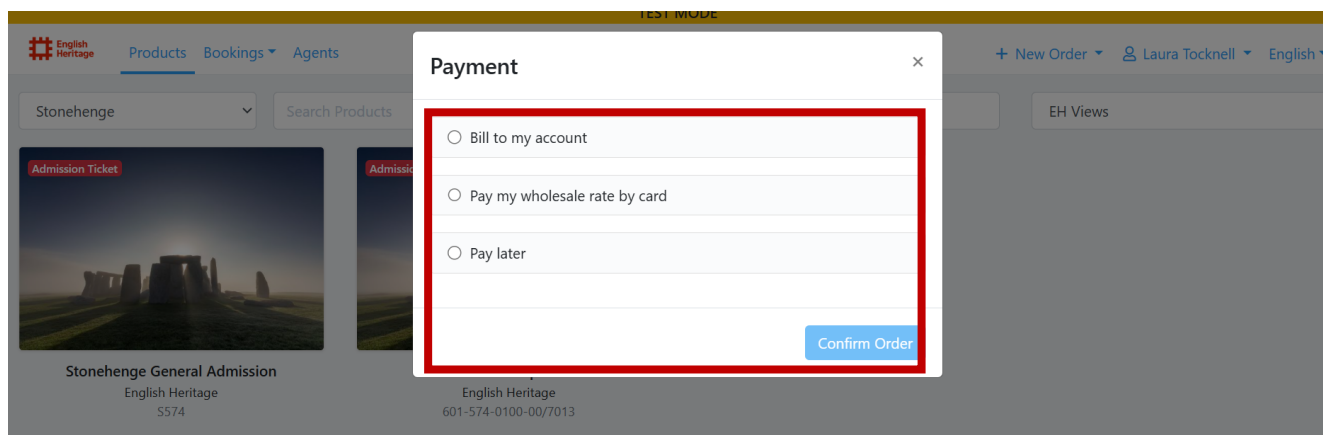 TEST MODE
English
Heritage
Products Bookings Agents
+ New Order Laura Tocknell English
Payment
×
Stonehenge
Search Products
EH Views
Bill to my account
Pay my wholesale rate by card
Pay later
Confirm Order
Admission Ticket
Stonehenge General Admission
English Heritage
S574
English Heritage
601-574-0100-00/7013